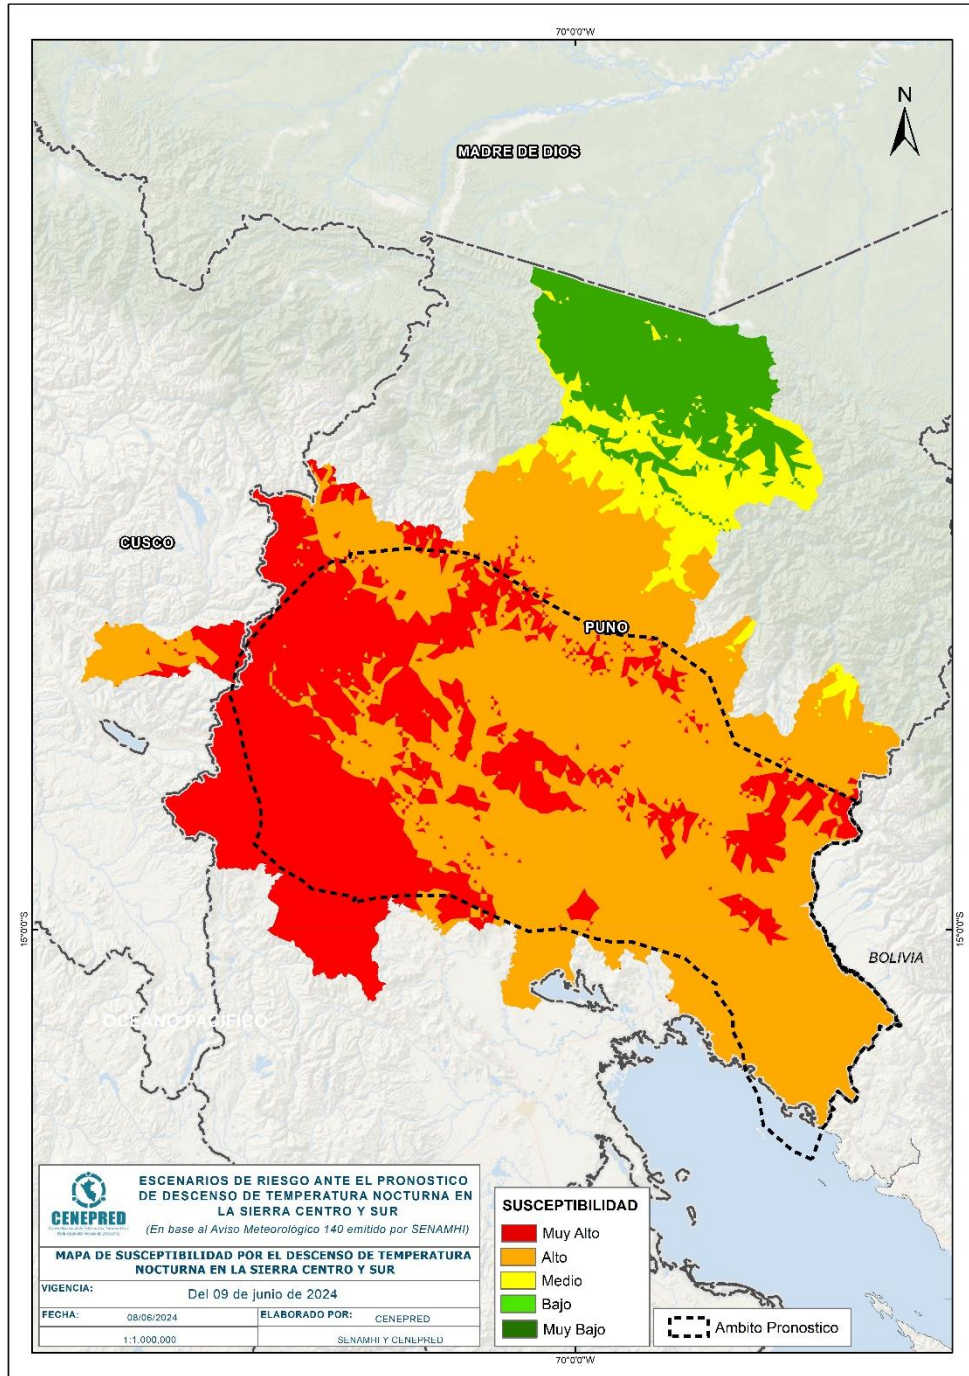 70°0'0"W
N
MADRE DE DIOS
CUSCO
PUNO
15°0'0"S
15°0'0"S
BOLIVIA
OCEANO PACÍFICO
CENEPRED
ESCENARIOS DE RIESGO ANTE EL PRONOSTICO
DE DESCENSO DE TEMPERATURA NOCTURNA EN
LA SIERRA CENTRO Y SUR
(En base al Aviso Meteorológico 140 emitido por SENAMHI)
MAPA DE SUSCEPTIBILIDAD POR EL DESCENSO DE TEMPERATURA
NOCTURNA EN LA SIERRA CENTRO Y SUR
VIGENCIA:
Del 09 de junio de 2024
FECHA:
08/06/2024
ELABORADO POR:
CENEPRED
1:1.000,000
SENAMHI Y CENEPRED
SUSCEPTIBILIDAD
Muy Alto
Alto
Medio
Bajo
Muy Bajo
Ambito Pronostico
70°0'0"W